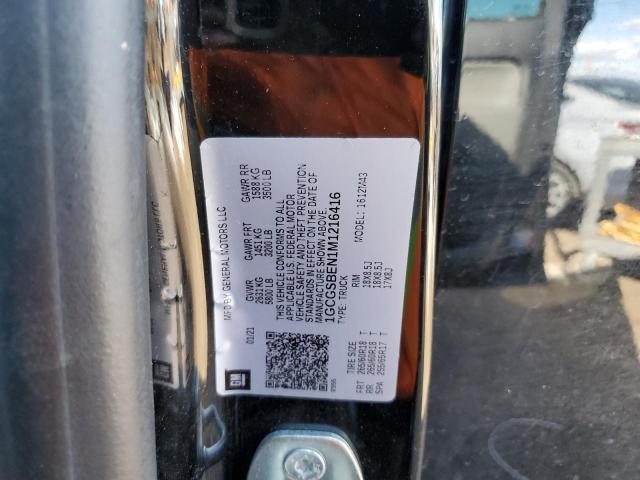 MFD BY GENERAL MOTORS LLC
01/21
GVWR GAWR FRT GAWR RR
2631 KG 1451 KG 1588 KG
5800 LB 3200 LB 3500 LB
THIS VEHICLE CONFORMS TO ALL
APPLICABLE U.S. FEDERAL MOTOR
VEHICLE SAFETY AND THEFT PREVENTION
STANDARDS IN EFFECT ON THE DATE OF
MANUFACTURE SHOWN ABOVE.
1GCGSBEN1M1216416
TYPE: TRUCK MODEL: 1612M43
TIRE SIZE RIM
FRT 265/60R18 T 18X8.5J
RR 265/60R18 T 18X8.5J
SPA 255/65R17 T 17X8J
GM